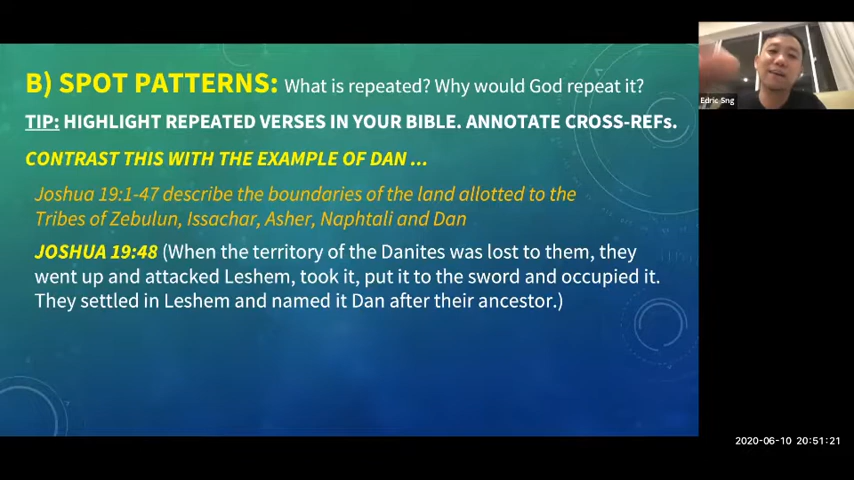 B) SPOT PATTERNS: What is repeated? Why would God repeat it?
TIP: HIGHLIGHT REPEATED VERSES IN YOUR BIBLE. ANNOTATE CROSS-REFs.
CONTRAST THIS WITH THE EXAMPLE OF DAN ...
Joshua 19:1-47 describe the boundaries of the land allotted to the
Tribes of Zebulun, Issachar, Asher, Naphtali and Dan
JOSHUA 19:48 (When the territory of the Danites was lost to them, they
went up and attacked Leshem, took it, put it to the sword and occupied it.
They settled in Leshem and named it Dan after their ancestor.)
Edric Sng
2020-06-10 20:51:21